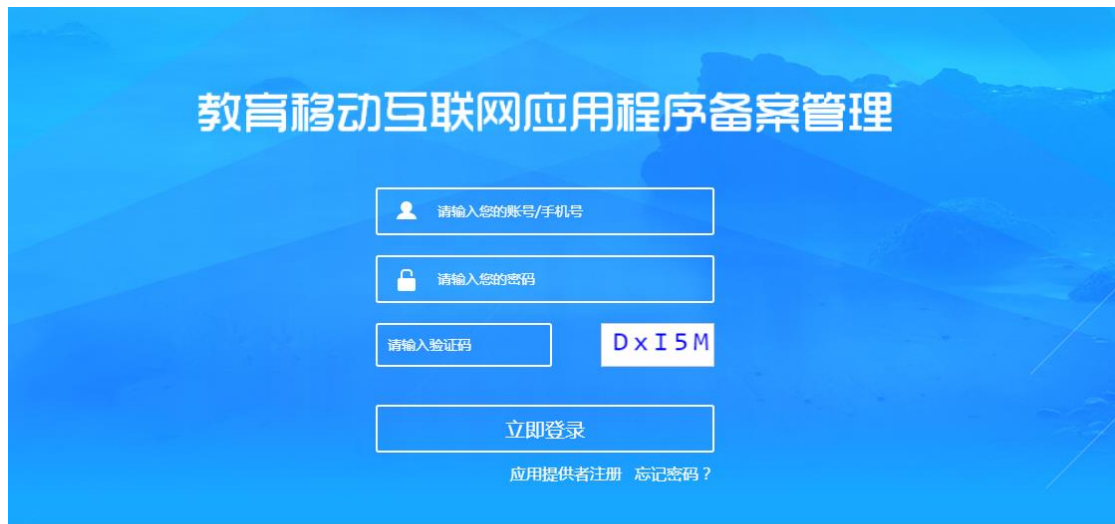 教育移动互联网应用程序备案管理
请输入您的账号/手机号
请输入您的密码
请输入验证码 DxI5M
立即登录
应用提供者注册 忘记密码？